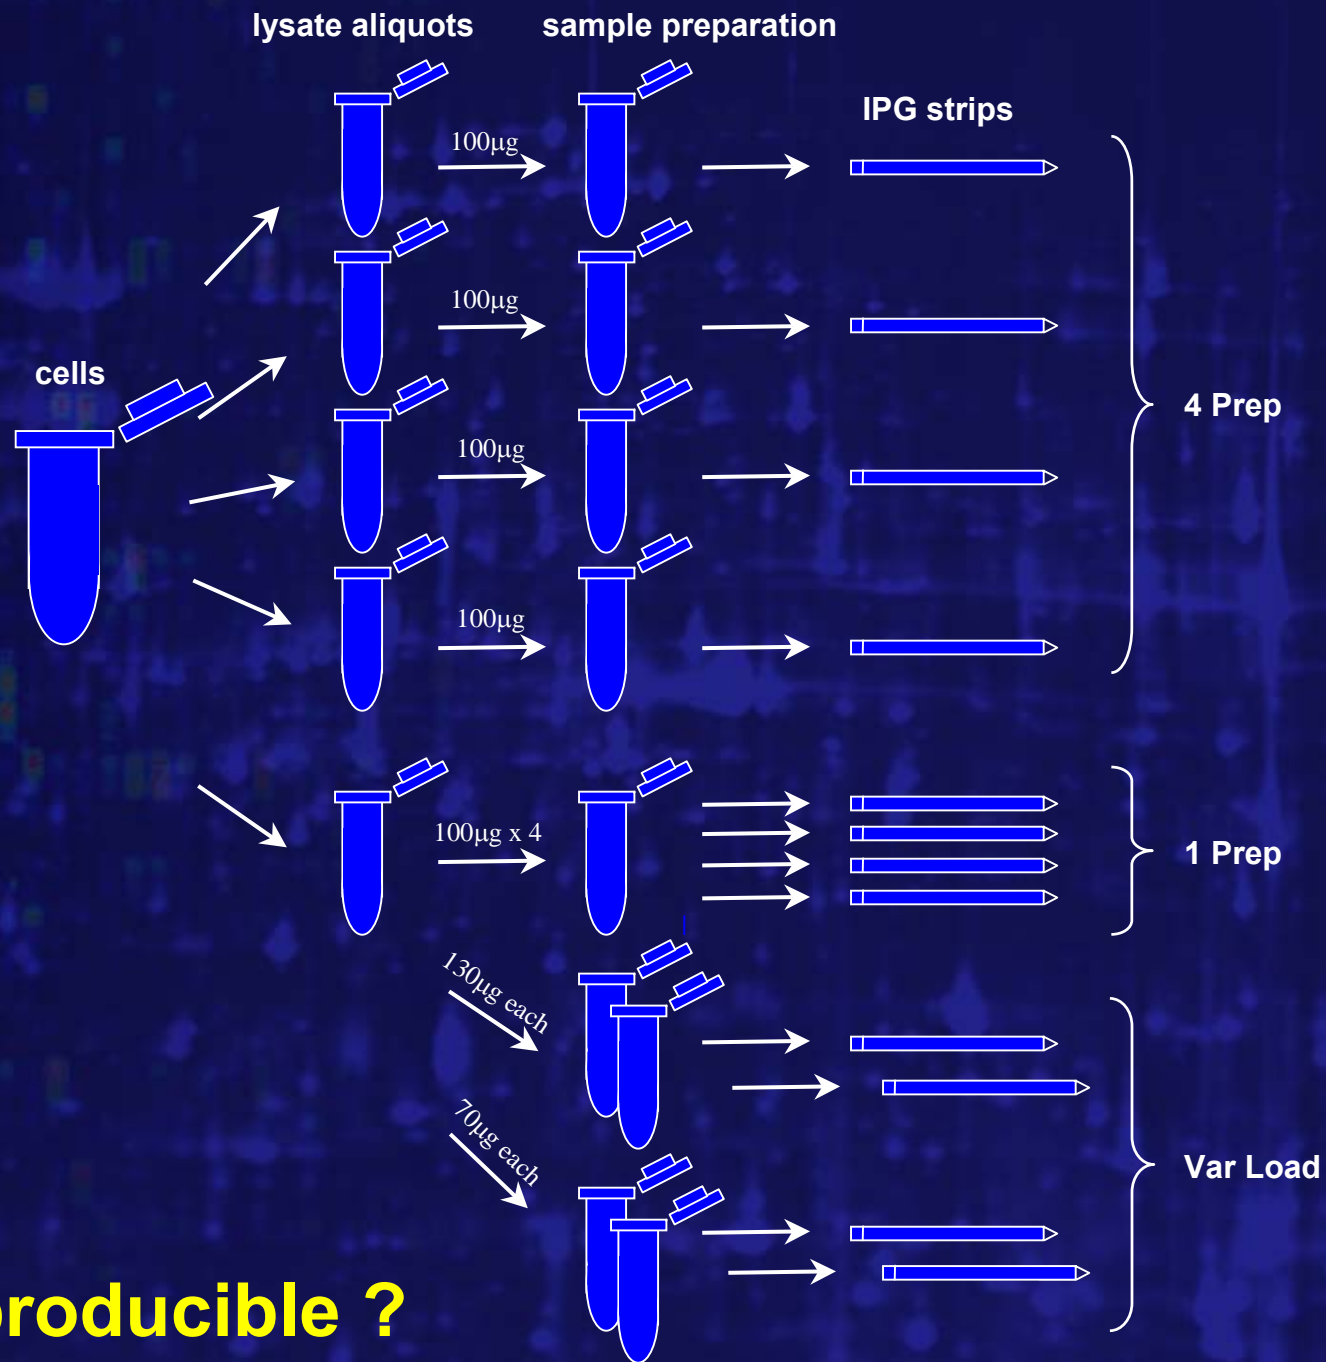 lysate aliquots
sample preparation
IPG strips
100μg
100μg
cells
4 Prep
100μg
100μg
100μg x 4
1 Prep
130μg each
70μg each
Var Load
producible ?